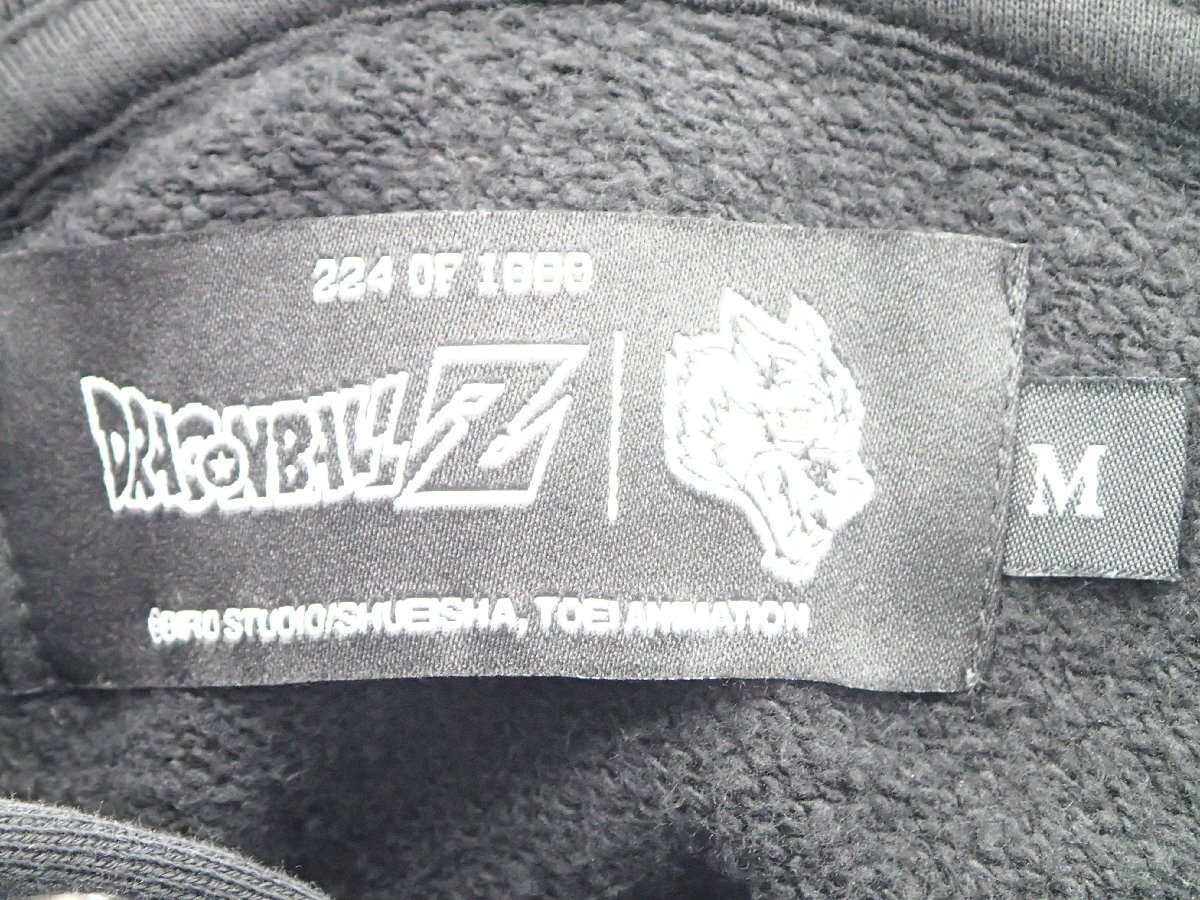 224 OF 1000
DRAGONBALL Z
M
©BIRD STUDIO/SHUEISHA, TOEI ANIMATION